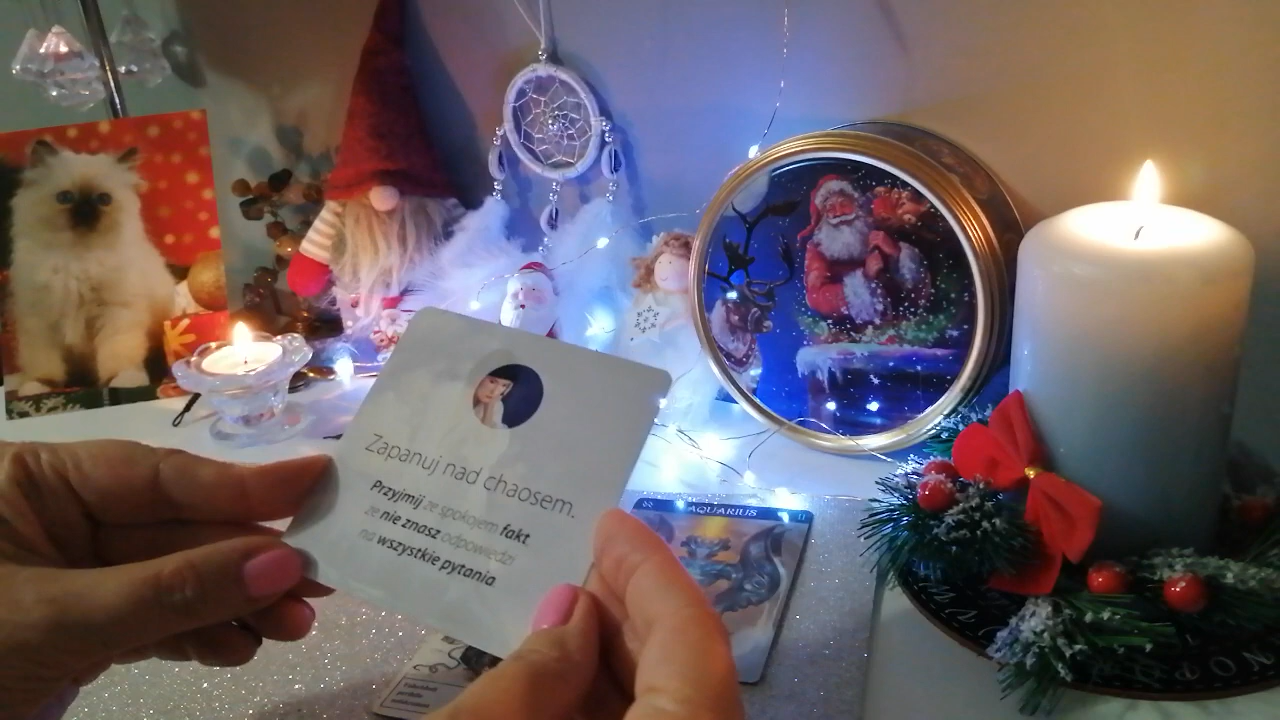 Zapanuj nad chaosem.
Przyjmij ze spokojem fakt
że nie znasz odpowiedzi
na wszystkie pytania
AQUARIUS